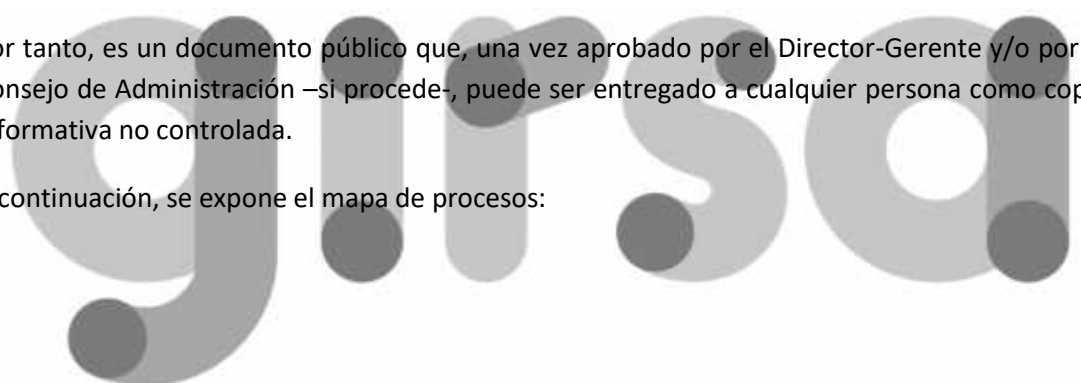 or tanto, es un documento público que, una vez aprobado por el Director-Gerente y/o por
onsejo de Administración –si procede-, puede ser entregado a cualquier persona como cop
formativa no controlada.
continuación, se expone el mapa de procesos:
girsa